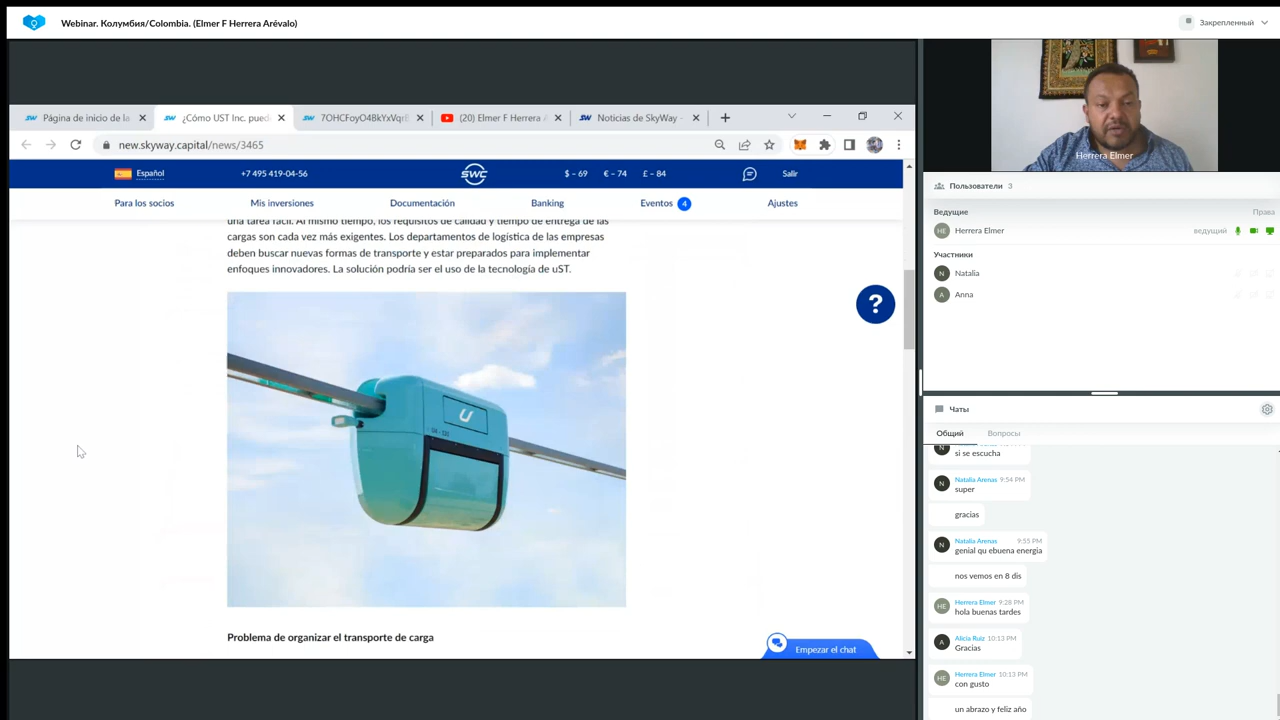 Webinar. Колумбия/Colombia. (Elmer F Herrera Arévalo)
Закрепленный
Página de inicio de la
¿Cómo UST Inc. pued
(20) Elmer F Herrera
Noticias de SkyWay -
new.skyway.capital/news/3465
Español
+7 495 419-04-56
SWC
$ – 69
€ – 74
£ – 84
Salir
Para los socios
Mis inversiones
Documentación
Banking
Eventos 4
Ajustes
una tarea fácil. Al mismo tiempo, los requisitos de calidad y tiempo de entrega de las
cargas son cada vez más exigentes. Los departamentos de logística de las empresas
deben buscar nuevas formas de transporte y estar preparados para implementar
enfoques innovadores. La solución podría ser el uso de la tecnología de uST.
?
U
Problema de organizar el transporte de carga
Empezar el chat
Herrera Elmer
Пользователи 3
Ведущие
Права
HE
Herrera Elmer
ведущий
Участники
N
Natalia
A
Anna
Чаты
Общий
Вопросы
N
si se escucha
N
Natalia Arenas 9:54 PM
super
gracias
N
Natalia Arenas 9:55 PM
genial qu ebuena energia
nos vemos en 8 dis
HE
Herrera Elmer 9:28 PM
hola buenas tardes
A
Alicia Ruiz 10:13 PM
Gracias
HE
Herrera Elmer 10:13 PM
con gusto
un abrazo y feliz año